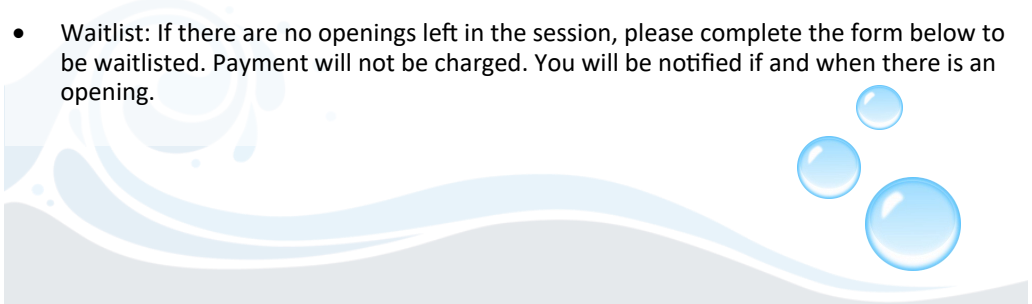 • Waitlist: If there are no openings left in the session, please complete the form below to
be waitlisted. Payment will not be charged. You will be notified if and when there is an
opening.